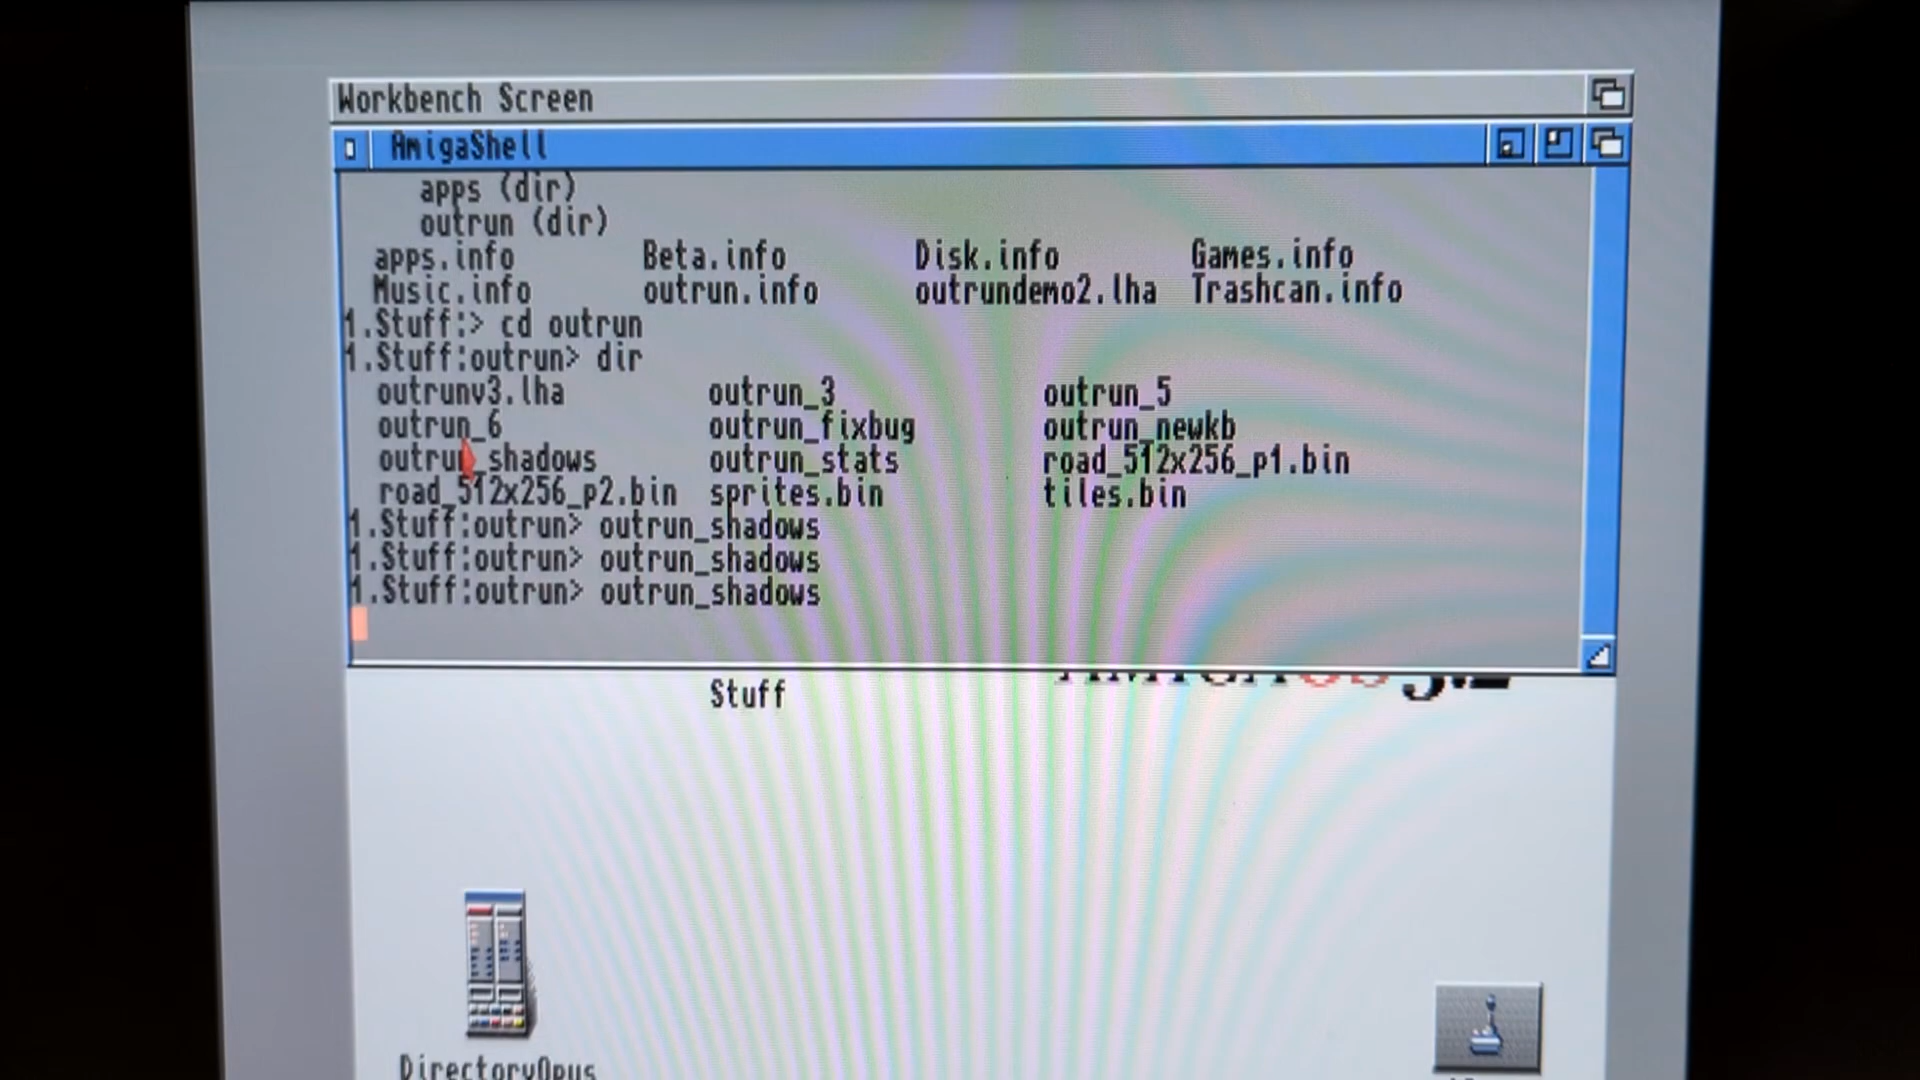 Workbench Screen
AmigaShell
apps (dir)
outrun (dir)
apps.info Beta.info Disk.info Games.info
Music.info outrun.info outrundemo2.lha Trashcan.info
1.Stuff:> cd outrun
1.Stuff:outrun> dir
outrunv3.lha outrun_3 outrun_5
outrun_6 outrun_fixbug outrun_newkb
outrun_shadows outrun_stats road_512x256_p1.bin
road_512x256_p2.bin sprites.bin tiles.bin
1.Stuff:outrun> outrun_shadows
1.Stuff:outrun> outrun_shadows
1.Stuff:outrun> outrun_shadows
Stuff
DirectoryOpus